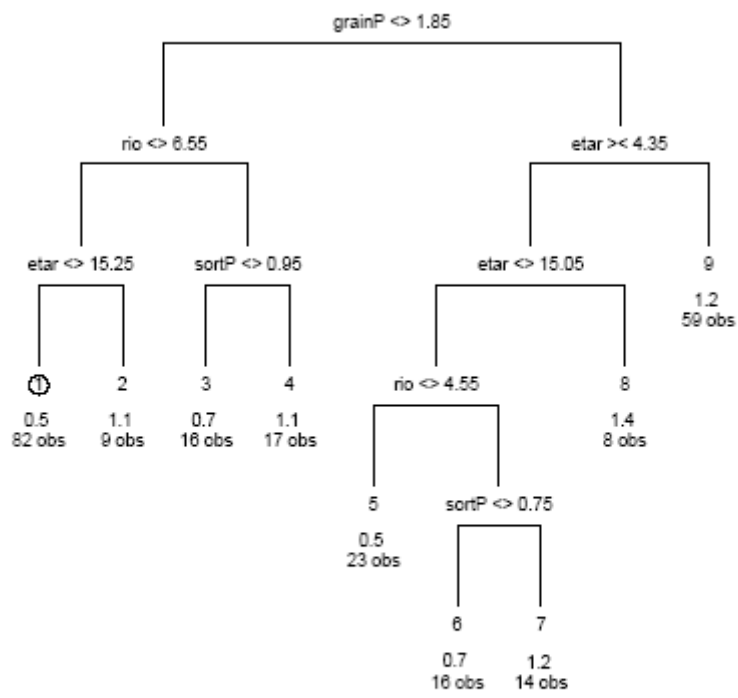 grainP <> 1.85
rio <> 6.55
etar >< 4.35
etar <> 15.25
sortP <> 0.95
etar <> 15.05
9
1.2
59 obs
1
2
3
4
rio <> 4.55
8
0.5
82 obs
1.1
9 obs
0.7
16 obs
1.1
17 obs
1.4
8 obs
5
sortP <> 0.75
0.5
23 obs
6
7
0.7
16 obs
1.2
14 obs